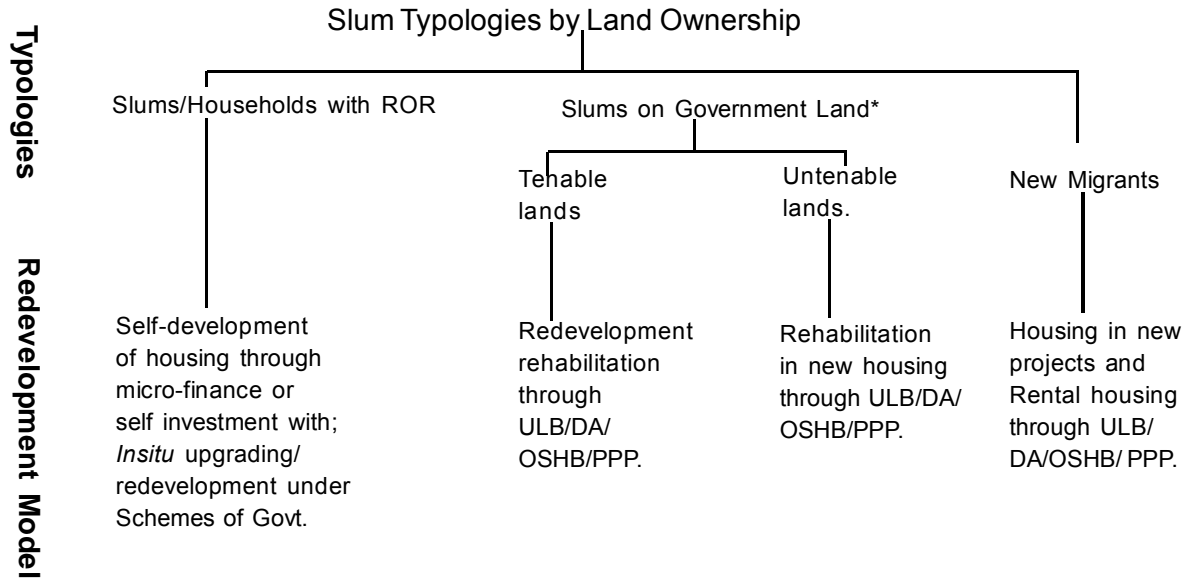 Slum Typologies by Land Ownership
Typologies
Slums/Households with ROR
Slums on Government Land*
Tenable
lands
Untenable
lands.
New Migrants
Redevelopment Model
Self-development
of housing through
micro-finance or
self investment with;
Insitu upgrading/
redevelopment under
Schemes of Govt.
Redevelopment
rehabilitation
through
ULB/DA/
OSHB/PPP.
Rehabilitation
in new housing
through ULB/DA/
OSHB/PPP.
Housing in new
projects and
Rental housing
through ULB/
DA/OSHB/ PPP.